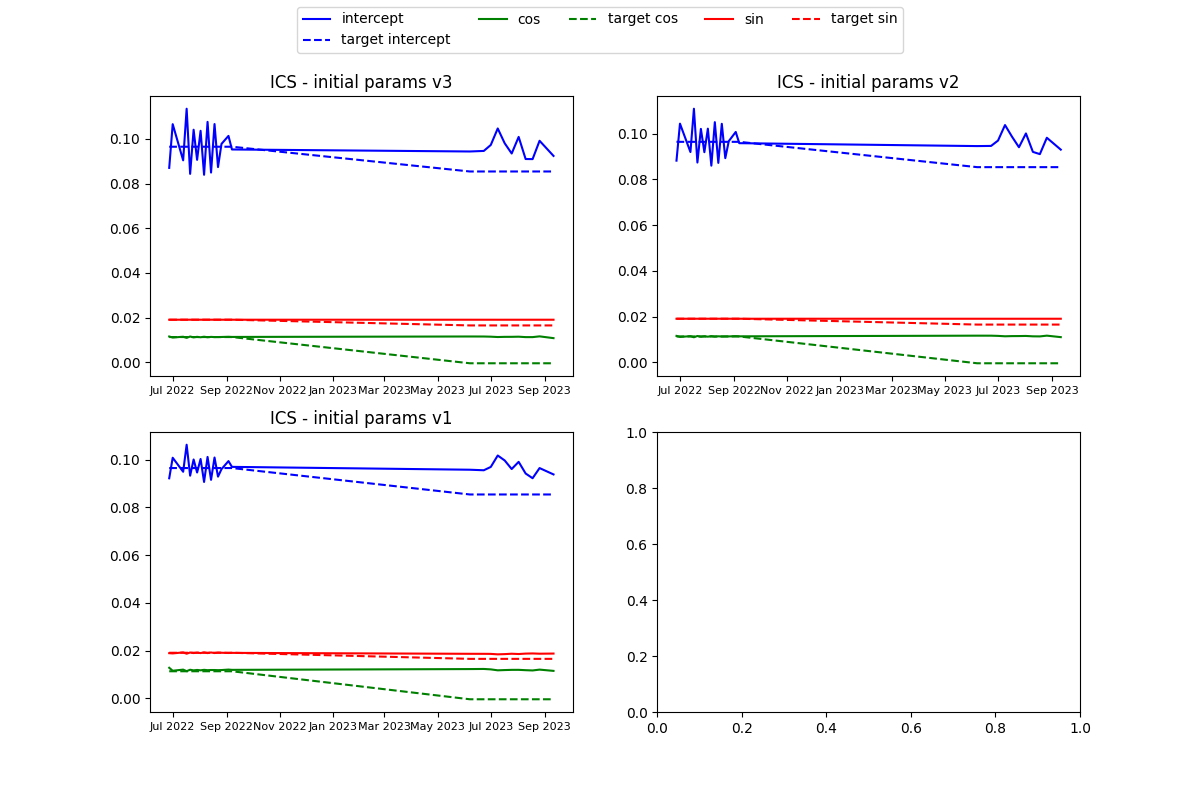 intercept cos target cos sin target sin
target intercept
ICS - initial params v3
0.10
0.08
0.06
0.04
0.02
0.00
Jul 2022 Sep 2022 Nov 2022 Jan 2023 Mar 2023 May 2023 Jul 2023 Sep 2023
ICS - initial params v2
0.10
0.08
0.06
0.04
0.02
0.00
Jul 2022 Sep 2022 Nov 2022 Jan 2023 Mar 2023 May 2023 Jul 2023 Sep 2023
ICS - initial params v1
0.10
0.08
0.06
0.04
0.02
0.00
Jul 2022 Sep 2022 Nov 2022 Jan 2023 Mar 2023 May 2023 Jul 2023 Sep 2023
1.0
0.8
0.6
0.4
0.2
0.0
0.0 0.2 0.4 0.6 0.8 1.0